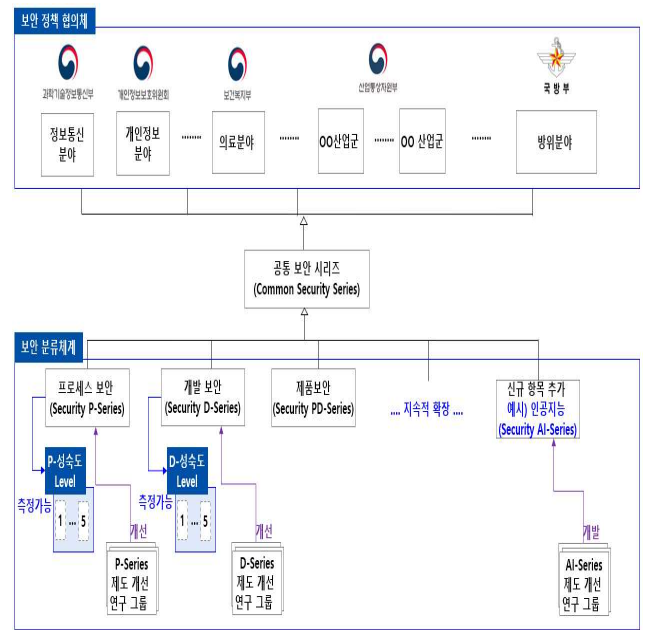 보안 정책 협의체
과학기술정보통신부
개인정보보호위원회
보건복지부
산업통상자원부
국 방 부
정보통신
분야
개인정보
분야
........
의료분야
........
OO산업군
........
OO 산업군
........
방위분야
공통 보안 시리즈
(Common Security Series)
보안 분류체계
프로세스 보안
(Security P-Series)
개발 보안
(Security D-Series)
제품보안
(Security PD-Series)
.... 지속적 확장 ....
신규 항목 추가
예시) 인공지능
(Security AI-Series)
P-성숙도
Level
측정가능
1 ... 5
D-성숙도
Level
측정가능
1 ... 5
개선
P-Series
제도 개선
연구 그룹
개선
D-Series
제도 개선
연구 그룹
개발
AI-Series
제도 개선
연구 그룹